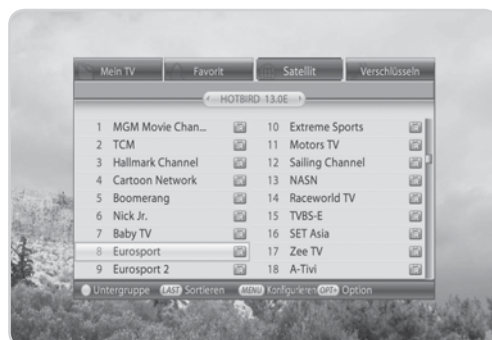 Mein TV Favorit Satellit Verschlüsseln
HOTBIRD 13.0E
1 MGM Movie Chan...
2 TCM
3 Hallmark Channel
4 Cartoon Network
5 Boomerang
6 Nick Jr.
7 Baby TV
8 Eurosport
9 Eurosport 2
10 Extreme Sports
11 Motors TV
12 Sailing Channel
13 NASN
14 Raceworld TV
15 TVBS-E
16 SET Asia
17 Zee TV
18 A-Tivi
Untergruppe LAST Sortieren MENU Konfigurieren OPT+ Option